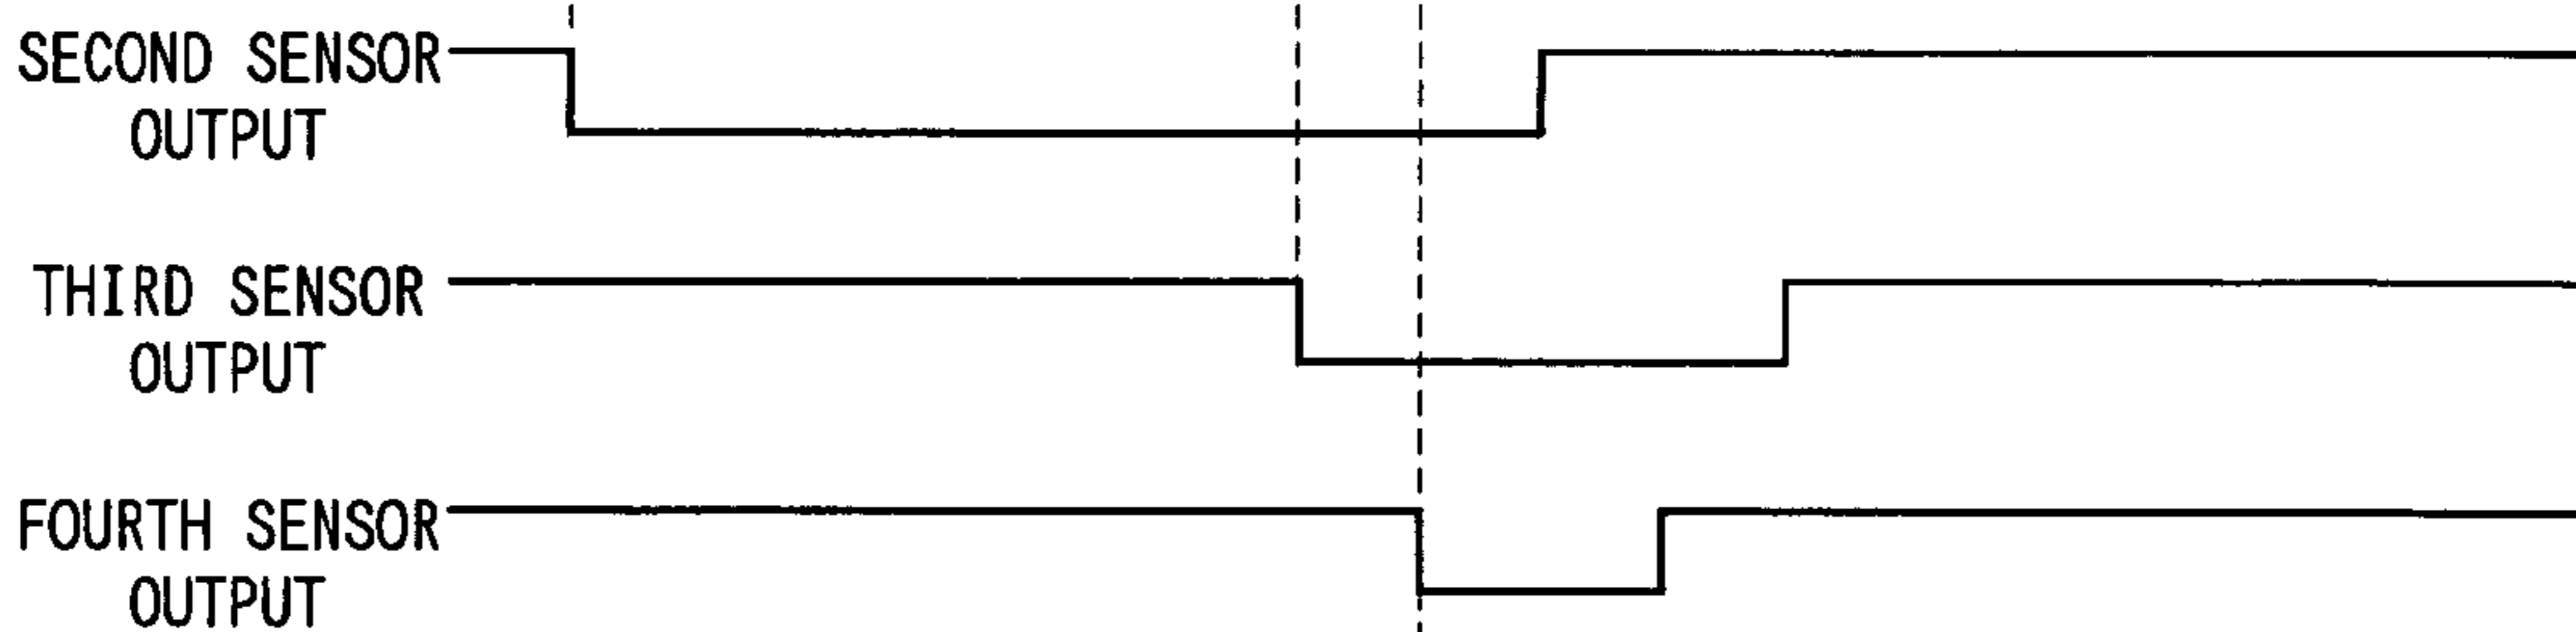 SECOND SENSOR
OUTPUT
THIRD SENSOR
OUTPUT
FOURTH SENSOR
OUTPUT